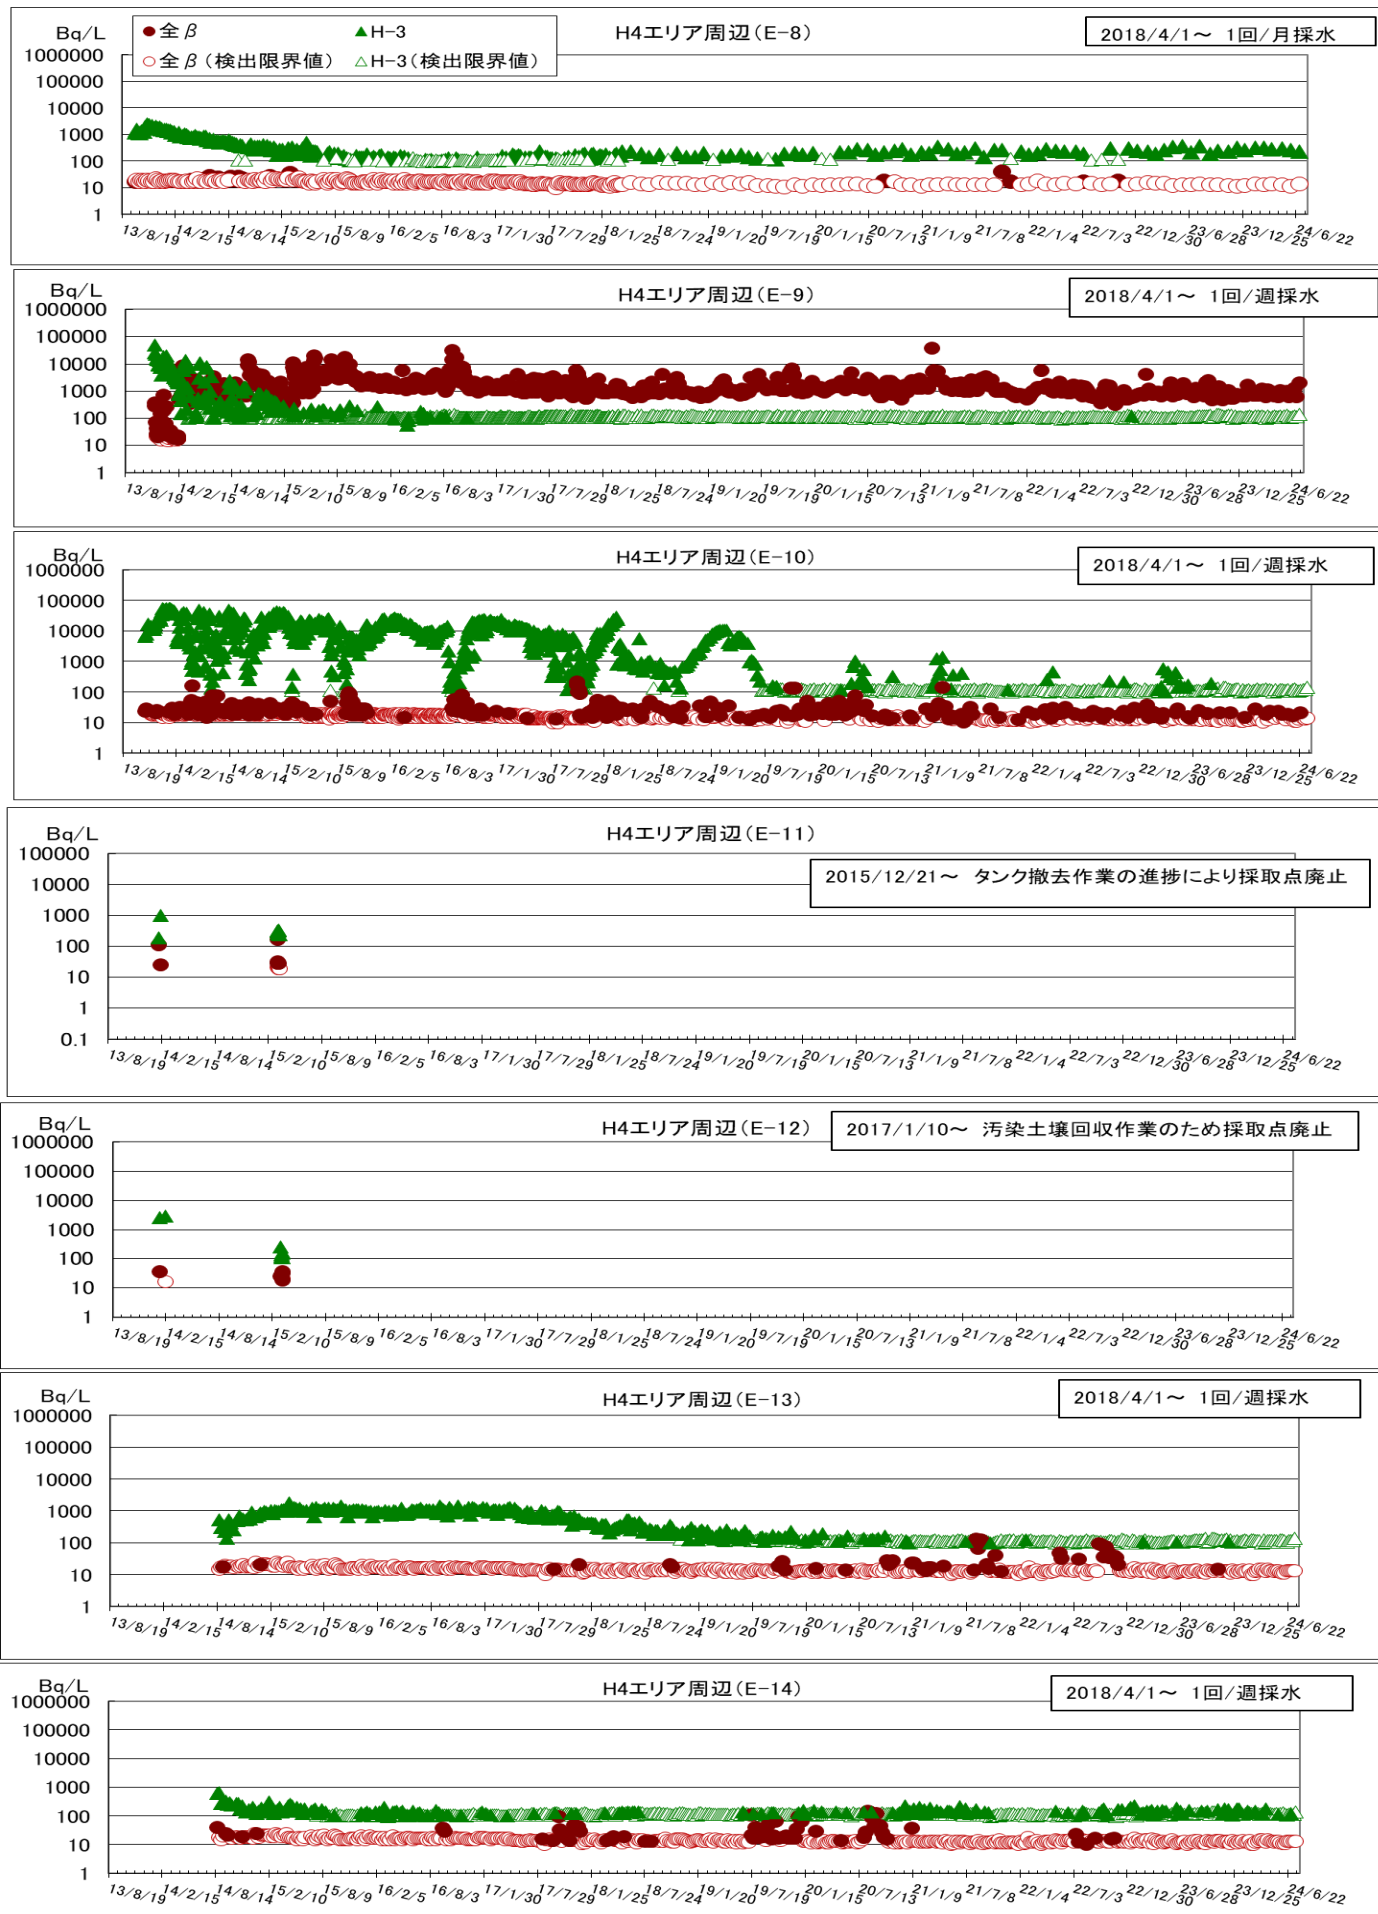 Bq/L
H4エリア周辺(E-8)
2018/4/1～ 1回/月採水
●全β ▲H-3
○全β(検出限界値) △H-3(検出限界値)
1000000
100000
10000
1000
100
10
1
13/8/19 14/2/15 14/8/14 15/2/10 15/8/9 16/2/5 16/8/3 17/1/30 17/7/29 18/1/25 18/7/24 19/1/20 19/7/19 20/1/15 20/7/13 21/1/9 21/7/8 22/1/4 22/7/3 22/12/30 23/6/28 23/12/25 24/6/22
Bq/L
H4エリア周辺(E-9)
2018/4/1～ 1回/週採水
1000000
100000
10000
1000
100
10
1
13/8/19 14/2/15 14/8/14 15/2/10 15/8/9 16/2/5 16/8/3 17/1/30 17/7/29 18/1/25 18/7/24 19/1/20 19/7/19 20/1/15 20/7/13 21/1/9 21/7/8 22/1/4 22/7/3 22/12/30 23/6/28 23/12/25 24/6/22
Bq/L
H4エリア周辺(E-10)
2018/4/1～ 1回/週採水
1000000
100000
10000
1000
100
10
1
13/8/19 14/2/15 14/8/14 15/2/10 15/8/9 16/2/5 16/8/3 17/1/30 17/7/29 18/1/25 18/7/24 19/1/20 19/7/19 20/1/15 20/7/13 21/1/9 21/7/8 22/1/4 22/7/3 22/12/30 23/6/28 23/12/25 24/6/22
Bq/L
H4エリア周辺(E-11)
2015/12/21～ タンク撤去作業の進捗により採取点廃止
100000
10000
1000
100
10
1
0.1
13/8/19 14/2/15 14/8/14 15/2/10 15/8/9 16/2/5 16/8/3 17/1/30 17/7/29 18/1/25 18/7/24 19/1/20 19/7/19 20/1/15 20/7/13 21/1/9 21/7/8 22/1/4 22/7/3 22/12/30 23/6/28 23/12/25 24/6/22
Bq/L
H4エリア周辺(E-12)
2017/1/10～ 汚染土壌回収作業のため採取点廃止
1000000
100000
10000
1000
100
10
1
13/8/19 14/2/15 14/8/14 15/2/10 15/8/9 16/2/5 16/8/3 17/1/30 17/7/29 18/1/25 18/7/24 19/1/20 19/7/19 20/1/15 20/7/13 21/1/9 21/7/8 22/1/4 22/7/3 22/12/30 23/6/28 23/12/25 24/6/22
Bq/L
H4エリア周辺(E-13)
2018/4/1～ 1回/週採水
1000000
100000
10000
1000
100
10
1
13/8/19 14/2/15 14/8/14 15/2/10 15/8/9 16/2/5 16/8/3 17/1/30 17/7/29 18/1/25 18/7/24 19/1/20 19/7/19 20/1/15 20/7/13 21/1/9 21/7/8 22/1/4 22/7/3 22/12/30 23/6/28 23/12/25 24/6/22
Bq/L
H4エリア周辺(E-14)
2018/4/1～ 1回/週採水
1000000
100000
10000
1000
100
10
1
13/8/19 14/2/15 14/8/14 15/2/10 15/8/9 16/2/5 16/8/3 17/1/30 17/7/29 18/1/25 18/7/24 19/1/20 19/7/19 20/1/15 20/7/13 21/1/9 21/7/8 22/1/4 22/7/3 22/12/30 23/6/28 23/12/25 24/6/22